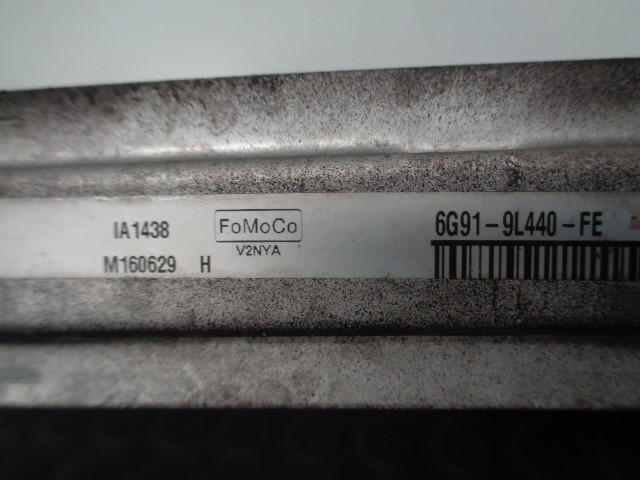 IA1438
M160629 H
FoMoCo
V2NYA
6G91-9L440-FE